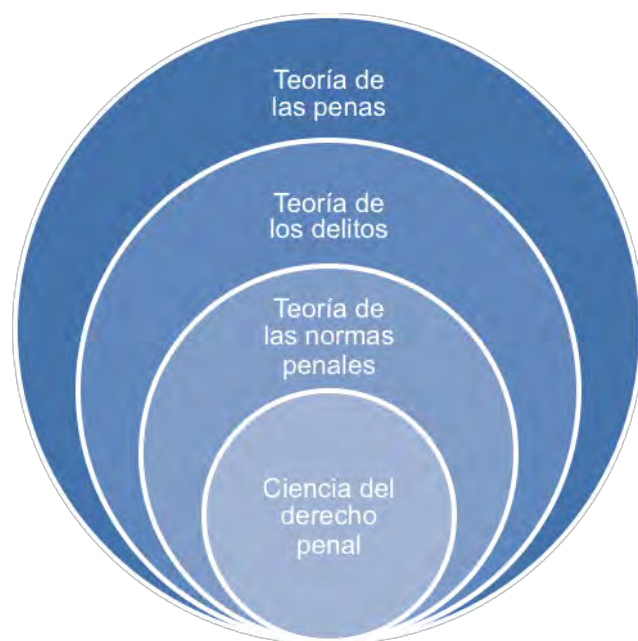 Teoría de
las penas
Teoría de
los delitos
Teoría de
las normas
penales
Ciencia del
derecho
penal